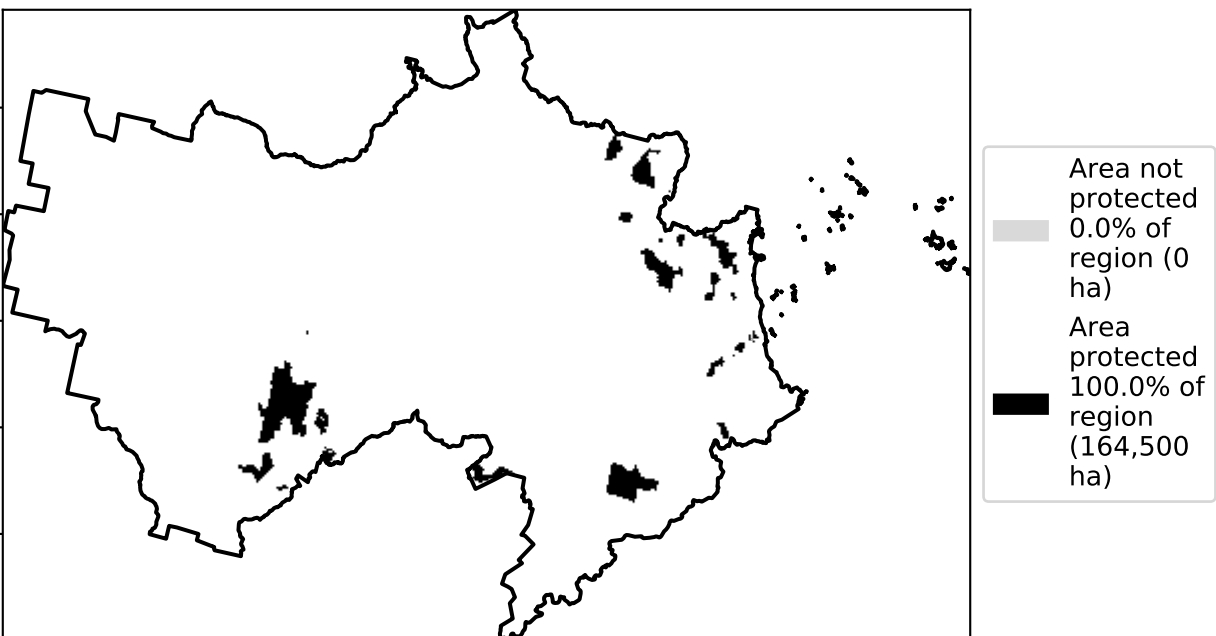 Area not
protected
0.0% of
region (0
ha)
Area
protected
100.0% of
region
(164,500
ha)